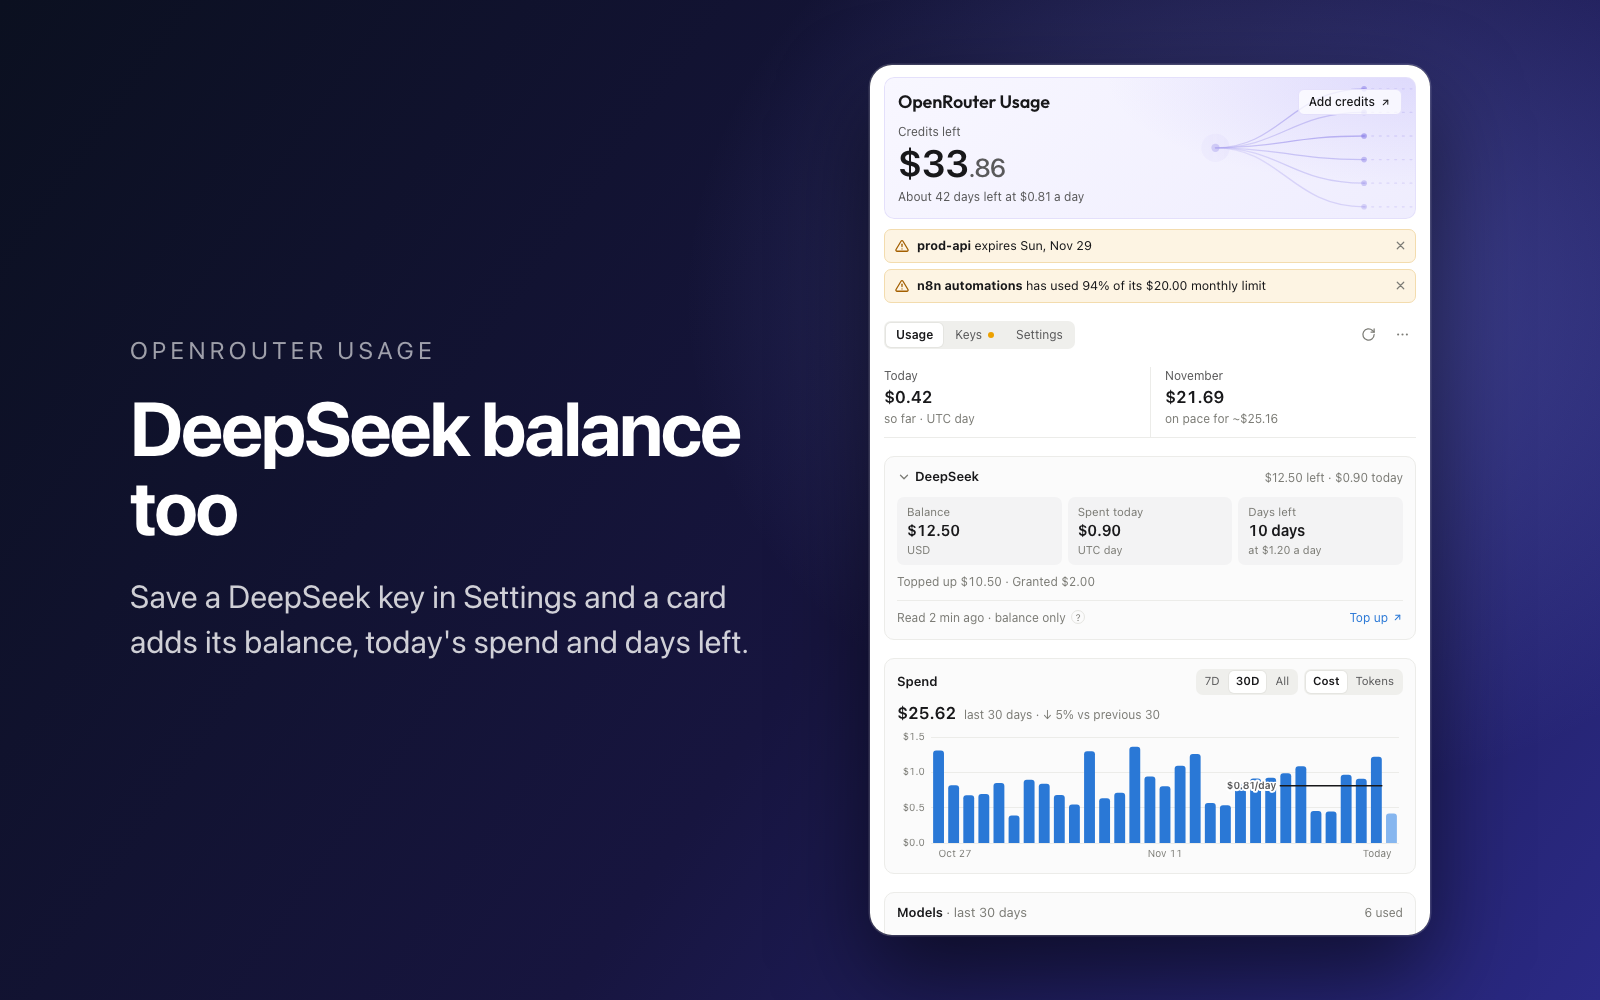 OPENROUTER USAGE
DeepSeek balance
too
Save a DeepSeek key in Settings and a card
adds its balance, today's spend and days left.
OpenRouter Usage
Add credits ↗
Credits left
$33.86
About 42 days left at $0.81 a day
prod-api expires Sun, Nov 29
n8n automations has used 94% of its $20.00 monthly limit
Usage Keys Settings
Today
$0.42
so far · UTC day
November
$21.69
on pace for ~$25.16
DeepSeek
$12.50 left · $0.90 today
Balance
$12.50
USD
Spent today
$0.90
UTC day
Days left
10 days
at $1.20 a day
Topped up $10.50 · Granted $2.00
Read 2 min ago · balance only ?
Top up ↗
Spend
7D 30D All
Cost Tokens
$25.62 last 30 days · ↓ 5% vs previous 30
$1.5
$1.0
$0.5
$0.0
$0.81/day
Oct 27 Nov 11 Today
Models · last 30 days
6 used